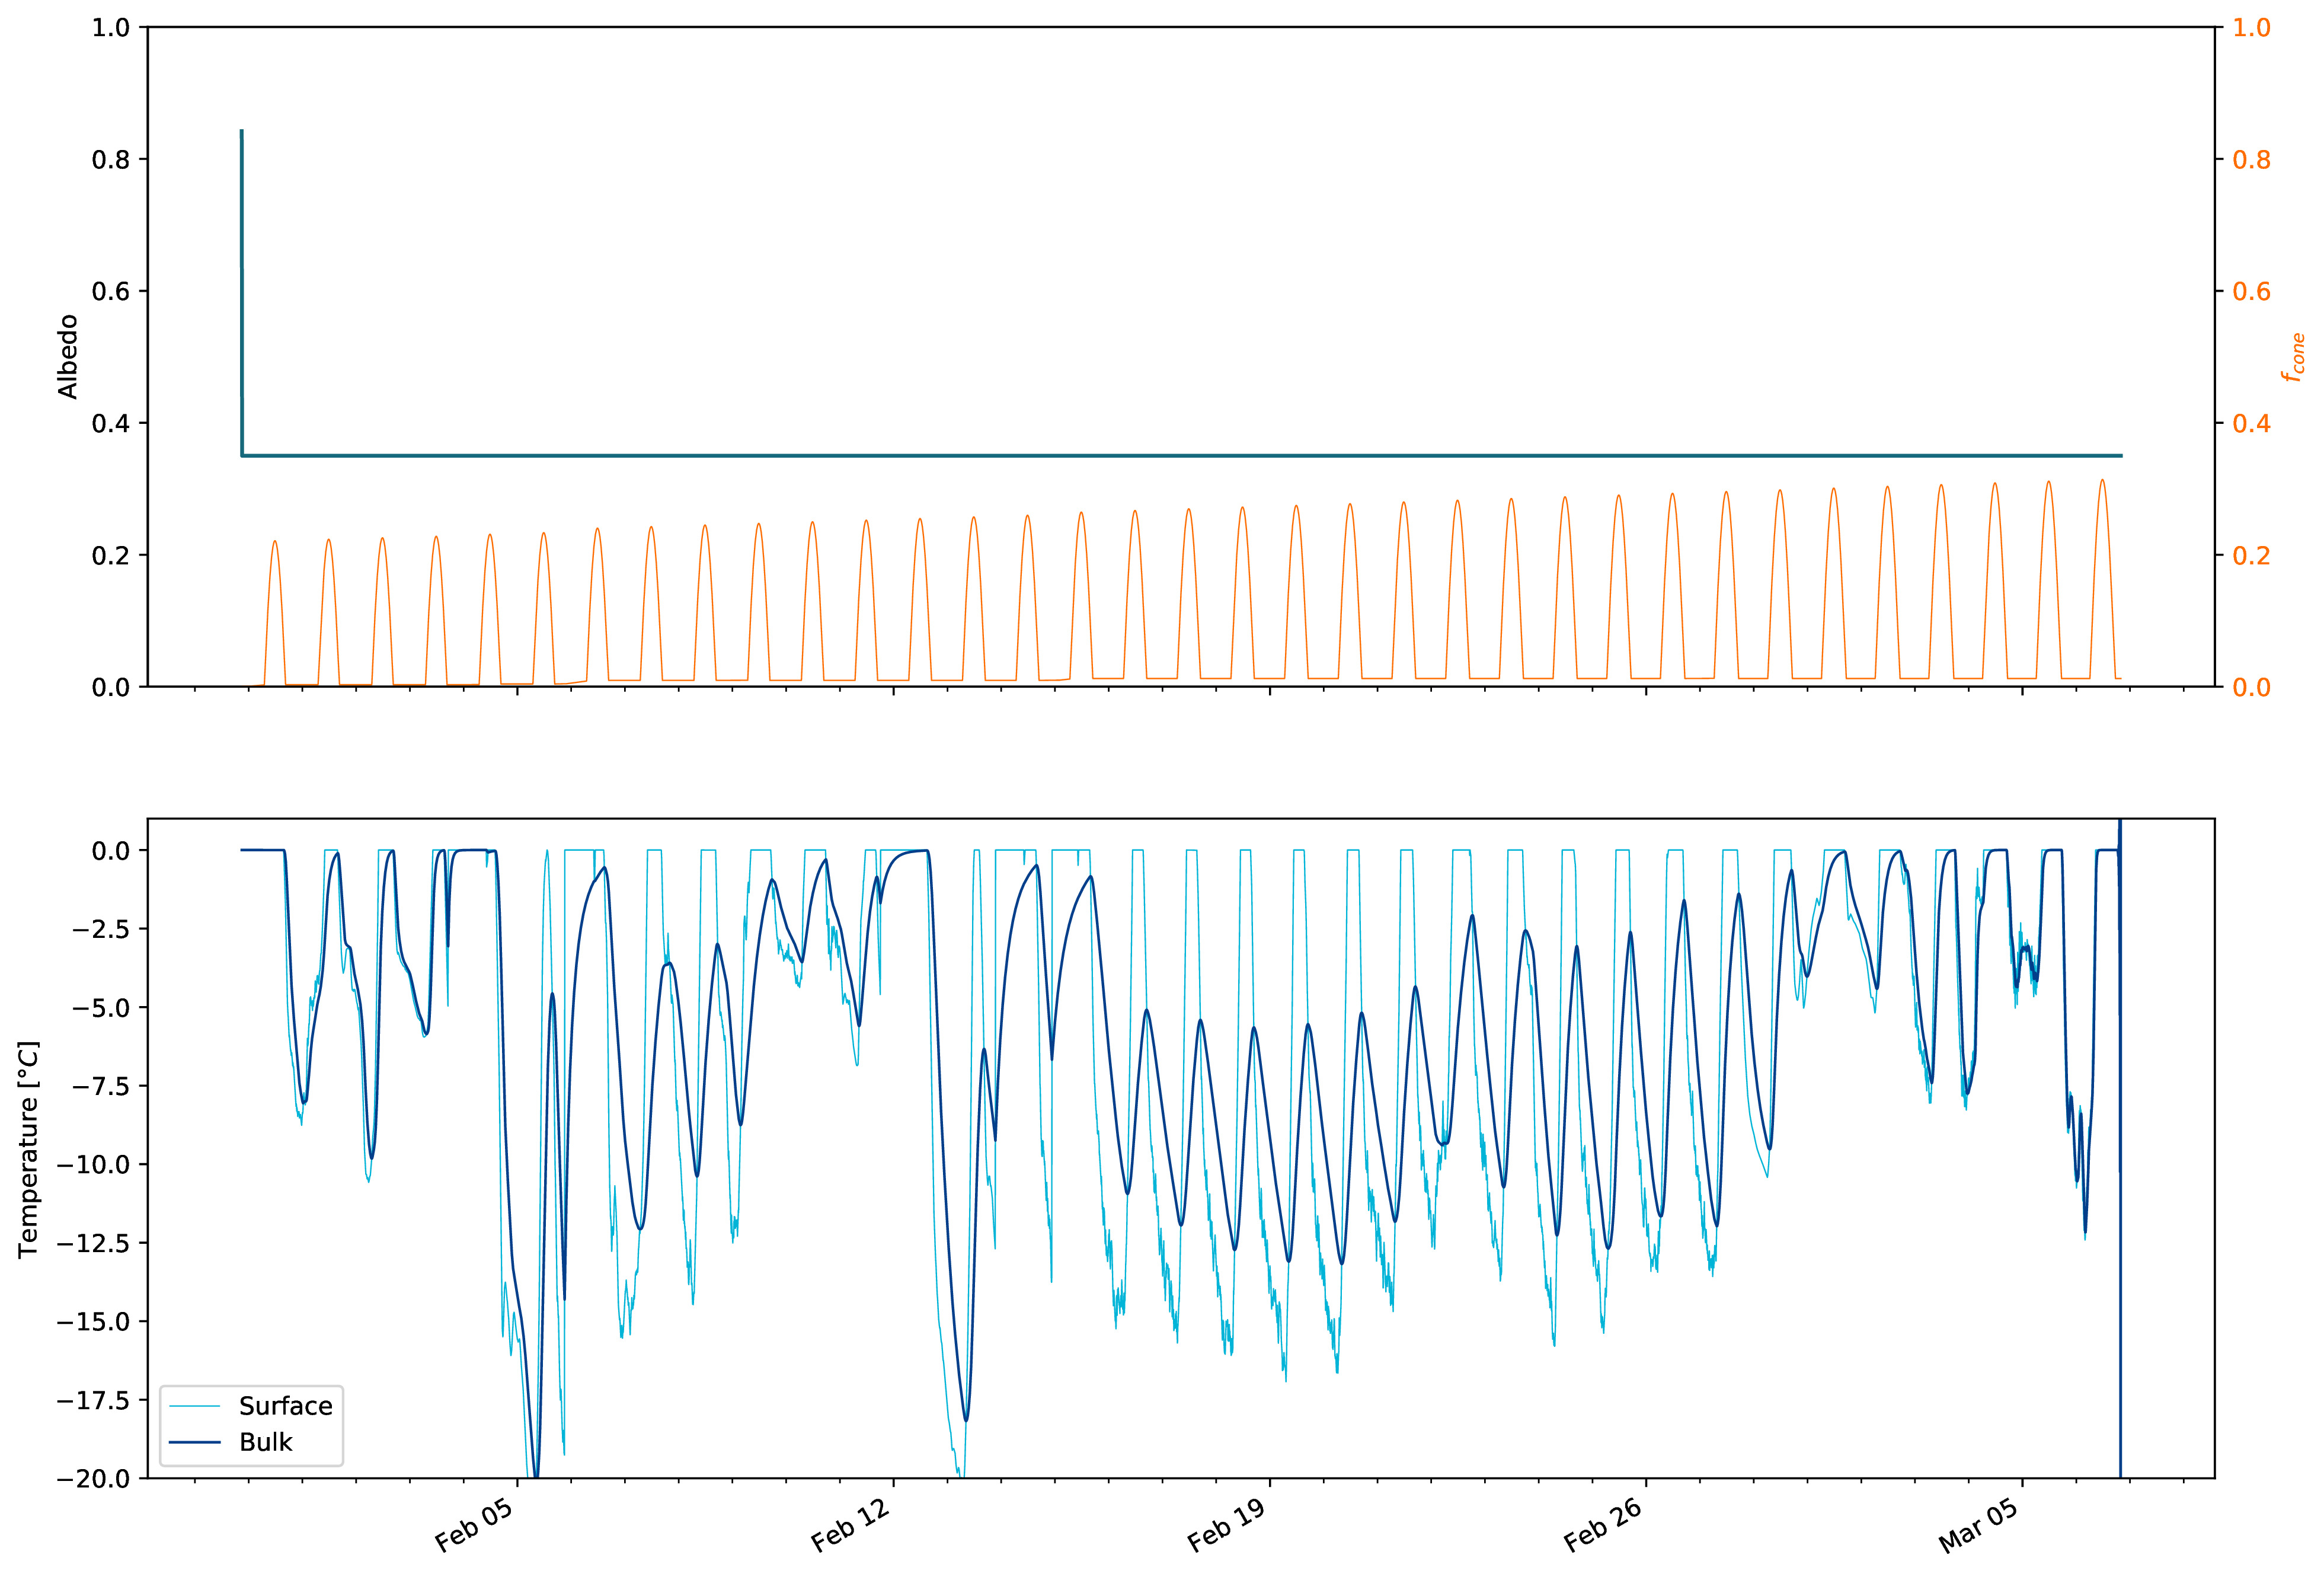 1.0
0.8
0.6
0.4
0.2
0.0
Albedo
1.0
0.8
0.6
0.4
0.2
0.0
f_cone
0.0
−2.5
−5.0
−7.5
−10.0
−12.5
−15.0
−17.5
−20.0
Temperature [°C]
Surface
Bulk
Feb 05
Feb 12
Feb 19
Feb 26
Mar 05